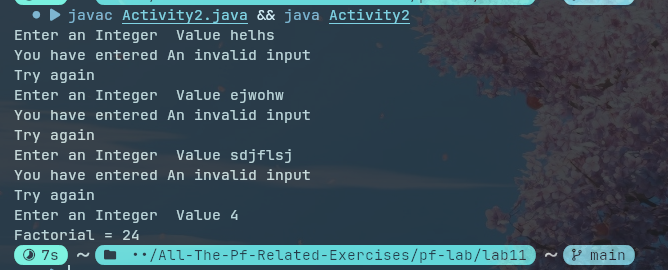 javac Activity2.java && java Activity2
Enter an Integer  Value helhs
You have entered An invalid input
Try again
Enter an Integer  Value ejwohw
You have entered An invalid input
Try again
Enter an Integer  Value sdjflsj
You have entered An invalid input
Try again
Enter an Integer  Value 4
Factorial = 24
7s ~ ··/All-The-Pf-Related-Exercises/pf-lab/lab11 ~ main